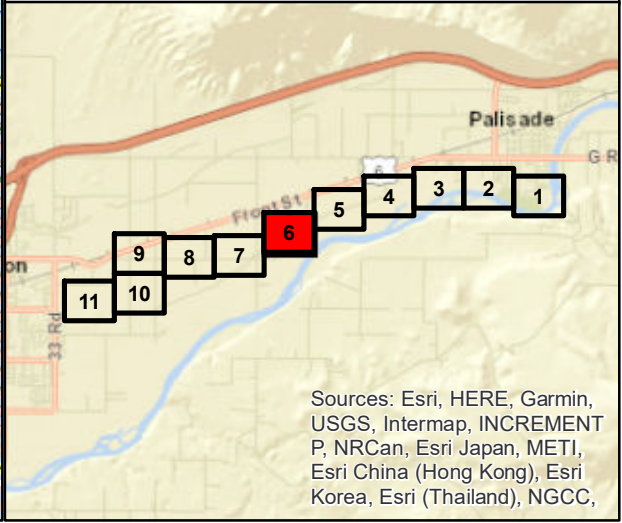 Palisade
G R
6
Front St
1
2
3
4
5
6
7
8
9
10
11
on
33 Rd
Sources: Esri, HERE, Garmin,
USGS, Intermap, INCREMENT
P, NRCan, Esri Japan, METI,
Esri China (Hong Kong), Esri
Korea, Esri (Thailand), NGCC,